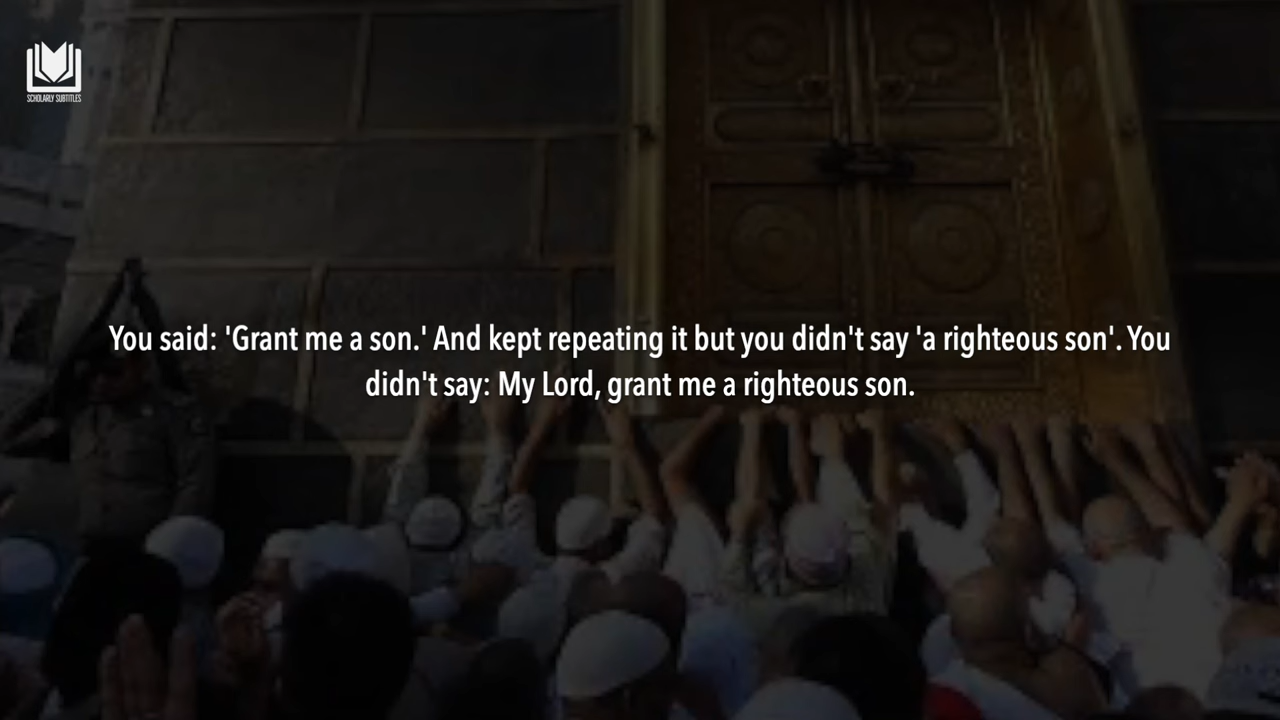 SCHOLARLY SUBTITLES
You said: 'Grant me a son.' And kept repeating it but you didn't say 'a righteous son'. You
didn't say: My Lord, grant me a righteous son.